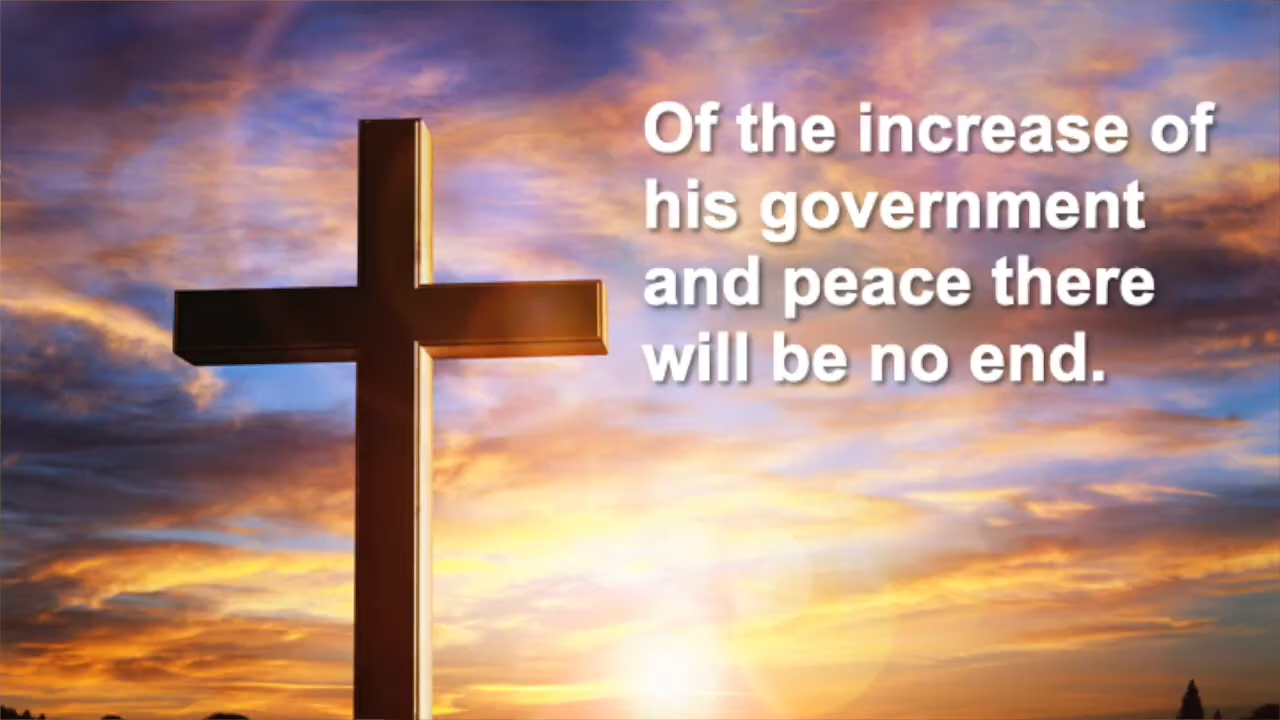 Of the increase of
his government
and peace there
will be no end.